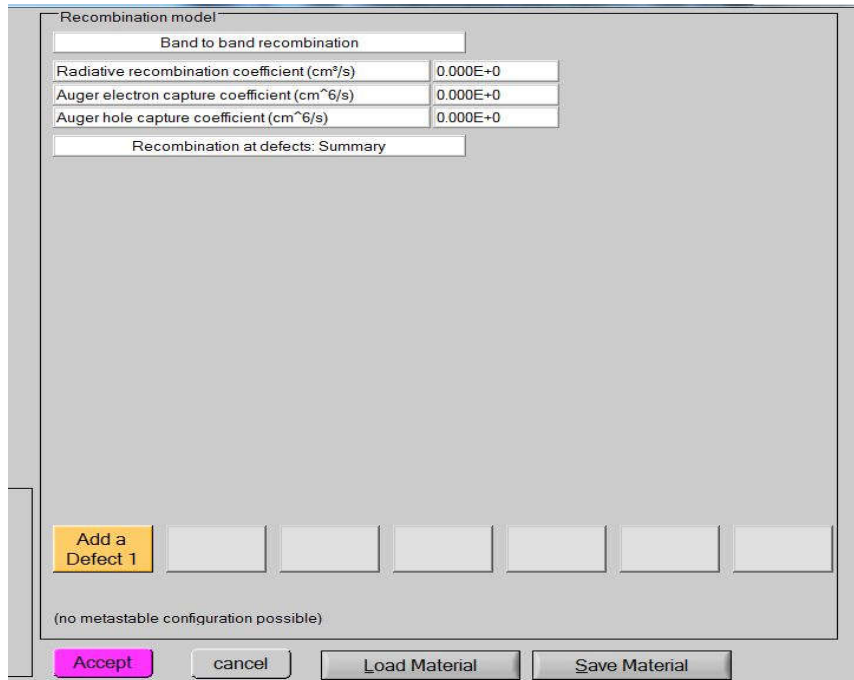 Recombination model
Band to band recombination
Radiative recombination coefficient (cm³/s) 0.000E+0
Auger electron capture coefficient (cm^6/s) 0.000E+0
Auger hole capture coefficient (cm^6/s) 0.000E+0
Recombination at defects: Summary
Add a
Defect 1
(no metastable configuration possible)
Accept cancel Load Material Save Material